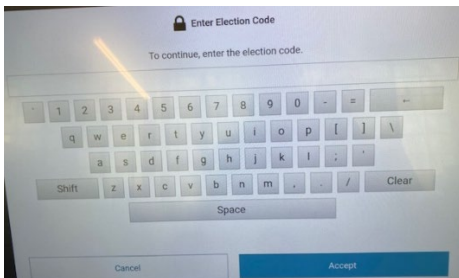 Enter Election Code
To continue, enter the election code.
` 1 2 3 4 5 6 7 8 9 0 - = ←
q w e r t y u i o p [ ] \
a s d f g h j k l ; '
Shift z x c v b n m , . / Clear
Space
Cancel Accept